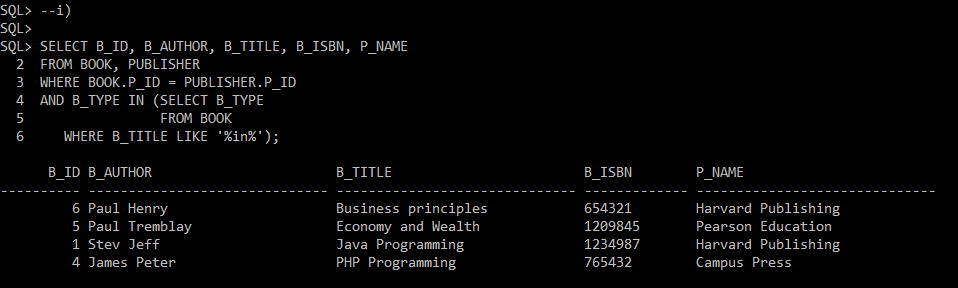 SQL> --i)
SQL>
SQL> SELECT B_ID, B_AUTHOR, B_TITLE, B_ISBN, P_NAME
  2  FROM BOOK, PUBLISHER
  3  WHERE BOOK.P_ID = PUBLISHER.P_ID
  4  AND B_TYPE IN (SELECT B_TYPE
  5                 FROM BOOK
  6     WHERE B_TITLE LIKE '%in%');

      B_ID B_AUTHOR                       B_TITLE                        B_ISBN        P_NAME
---------- ------------------------------ ------------------------------ ------------- ------------------------------
         6 Paul Henry                     Business principles            654321        Harvard Publishing
         5 Paul Tremblay                  Economy and Wealth             1209845       Pearson Education
         1 Stev Jeff                      Java Programming               1234987       Harvard Publishing
         4 James Peter                    PHP Programming                765432        Campus Press